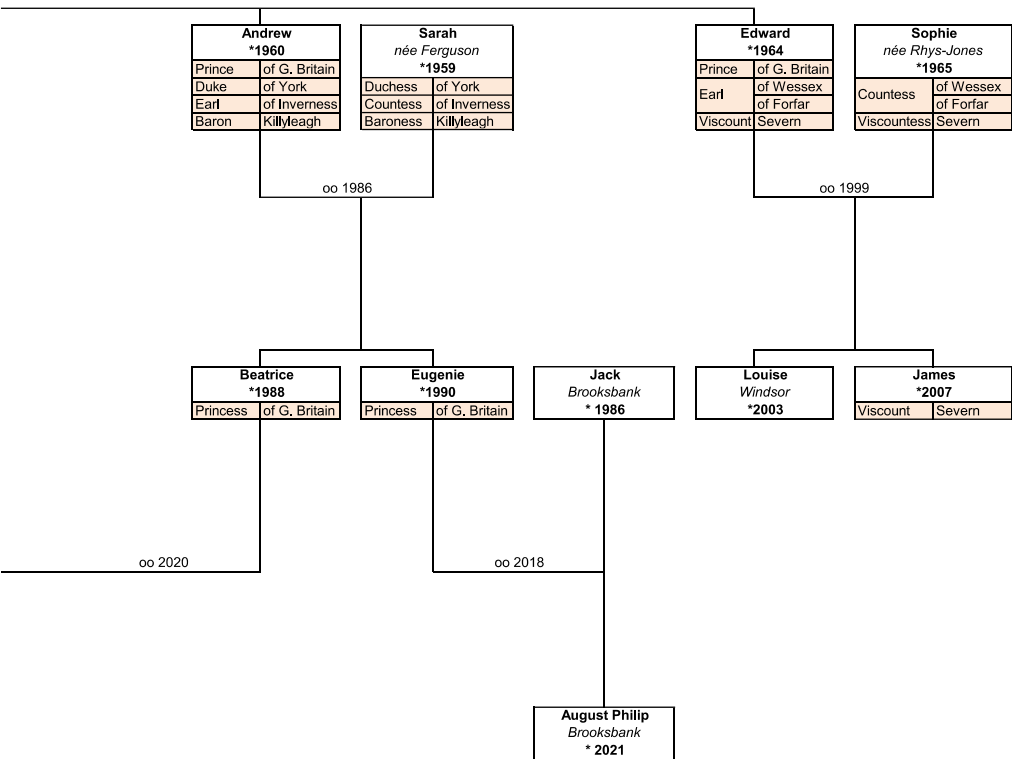 Andrew
*1960
Prince of G. Britain
Duke of York
Earl of Inverness
Baron Killyleagh
Sarah
née Ferguson
*1959
Duchess of York
Countess of Inverness
Baroness Killyleagh
Edward
*1964
Prince of G. Britain
Earl of Wessex
of Forfar
Viscount Severn
Sophie
née Rhys-Jones
*1965
Countess of Wessex
of Forfar
Viscountess Severn
oo 1986
oo 1999
Beatrice
*1988
Princess of G. Britain
Eugenie
*1990
Princess of G. Britain
Jack
Brooksbank
* 1986
Louise
Windsor
*2003
James
*2007
Viscount Severn
oo 2020
oo 2018
August Philip
Brooksbank
* 2021